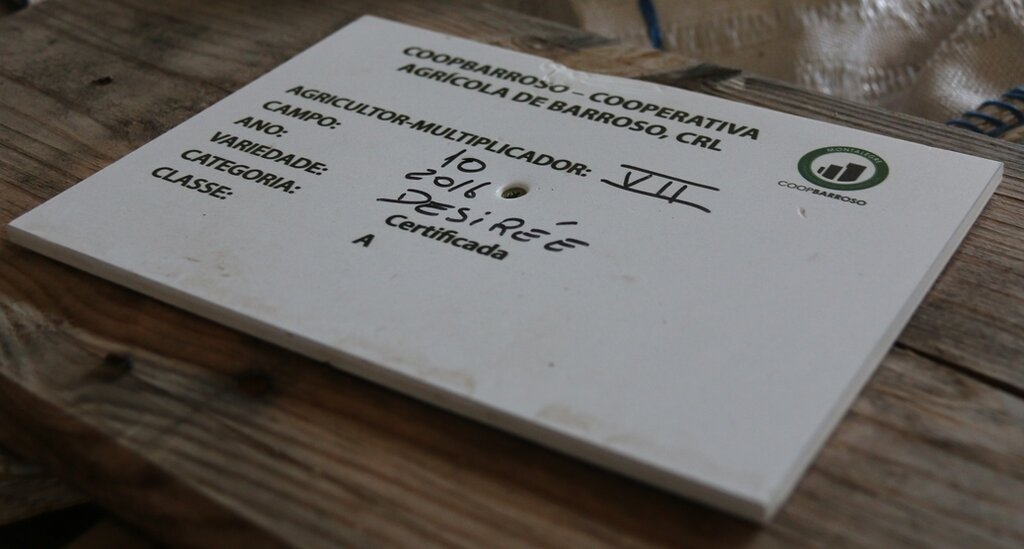 COOPBARROSO – COOPERATIVA
AGRÍCOLA DE BARROSO, CRL
AGRICULTOR-MULTIPLICADOR: VII
CAMPO: 10
ANO: 2016
VARIEDADE: DESIRÉE
CATEGORIA: Certificada
CLASSE: A
MONTALEGRE
COOPBARROSO